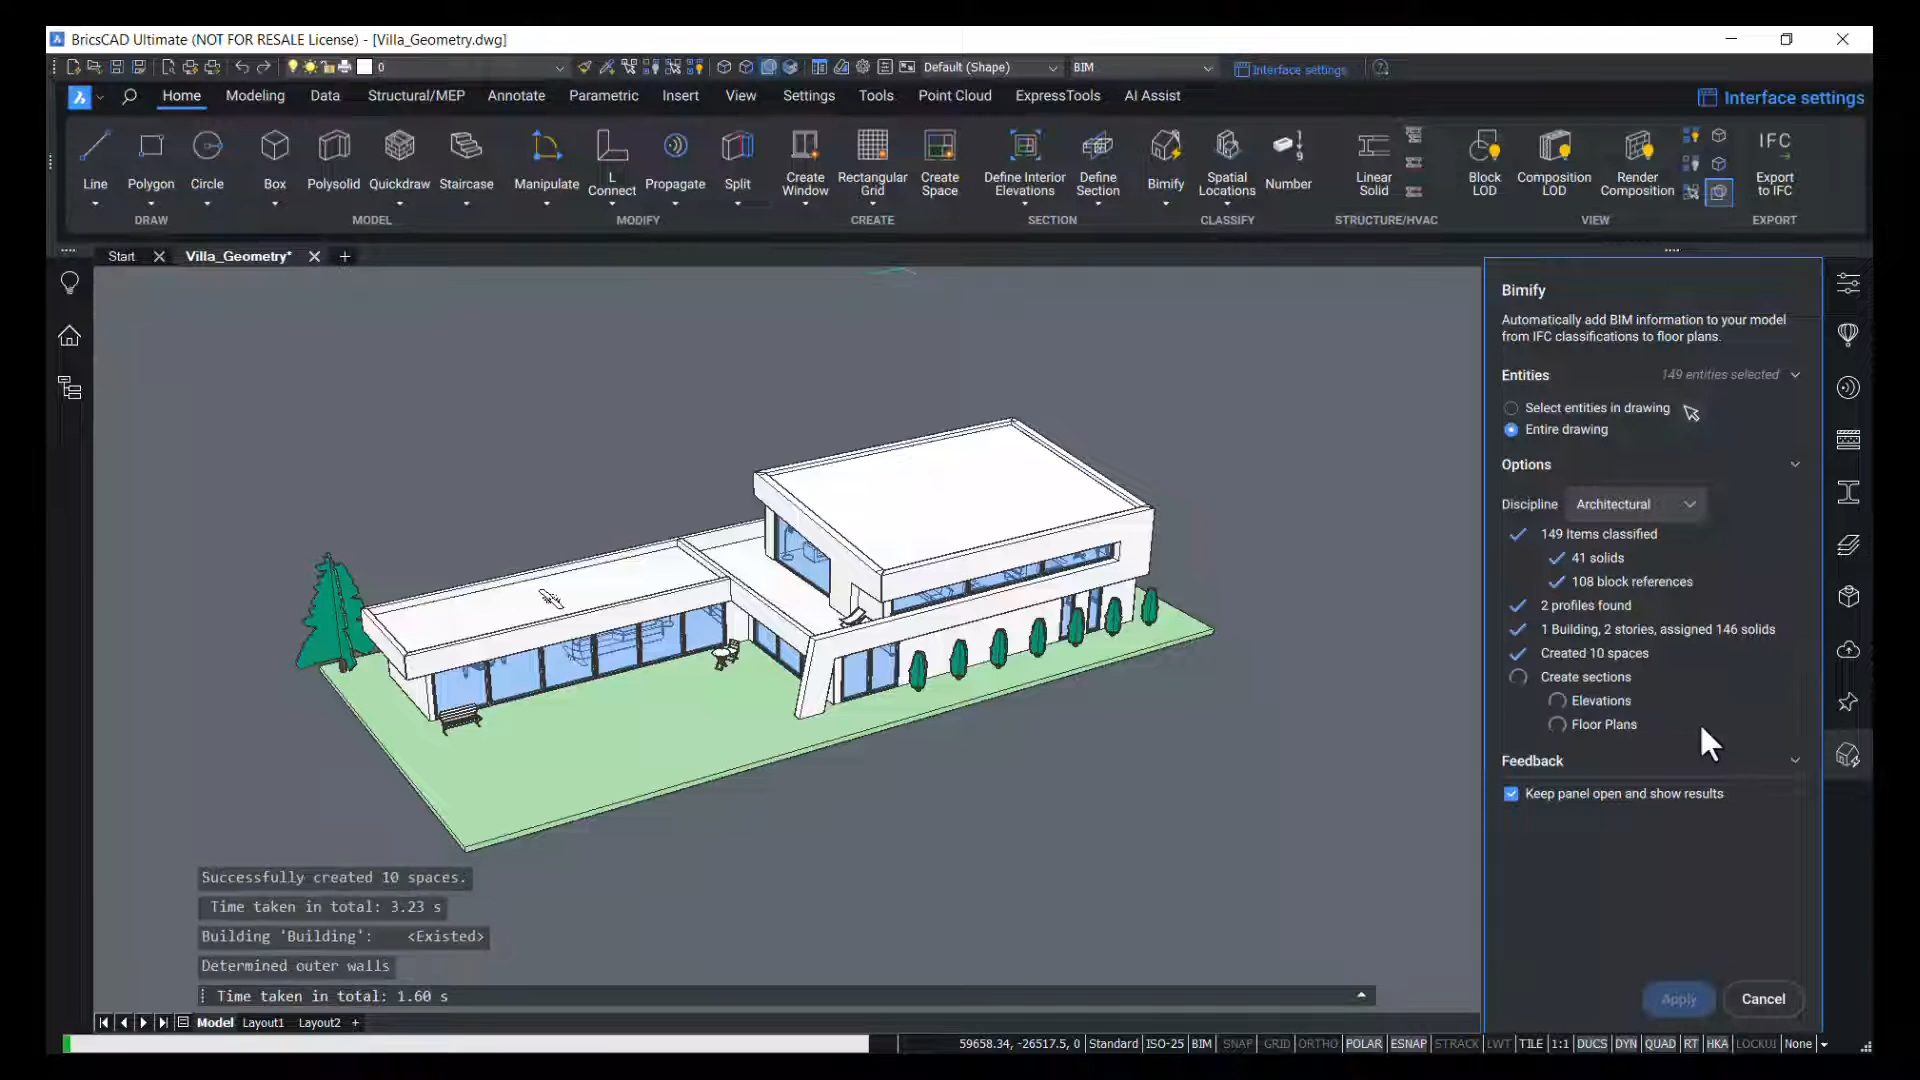 BricsCAD Ultimate (NOT FOR RESALE License) - [Villa_Geometry.dwg]
0
Default (Shape)
BIM
Interface settings
Home
Modeling
Data
Structural/MEP
Annotate
Parametric
Insert
View
Settings
Tools
Point Cloud
ExpressTools
AI Assist
Interface settings
Line
Polygon
Circle
Box
Polysolid
Quickdraw
Staircase
Manipulate
L Connect
Propagate
Split
Create Window
Rectangular Grid
Create Space
Define Interior Elevations
Define Section
Bimify
Spatial Locations
Number
Linear Solid
Block LOD
Composition LOD
Render Composition
IFC
Export to IFC
DRAW
MODEL
MODIFY
CREATE
SECTION
CLASSIFY
STRUCTURE/HVAC
VIEW
EXPORT
Start
Villa_Geometry*
Bimify
Automatically add BIM information to your model
from IFC classifications to floor plans.
Entities
149 entities selected
Select entities in drawing
Entire drawing
Options
Discipline
Architectural
149 Items classified
41 solids
108 block references
2 profiles found
1 Building, 2 stories, assigned 146 solids
Created 10 spaces
Create sections
Elevations
Floor Plans
Feedback
Keep panel open and show results
Apply
Cancel
Successfully created 10 spaces.
Time taken in total: 3.23 s
Building 'Building': <Existed>
Determined outer walls
Time taken in total: 1.60 s
Model
Layout1
Layout2
59658.34, -26517.5, 0
Standard
ISO-25
BIM
SNAP
GRID
ORTHO
POLAR
ESNAP
STRACK
LWT
TILE
1:1
DUCS
DYN
QUAD
RT
HKA
LOCKUI
None